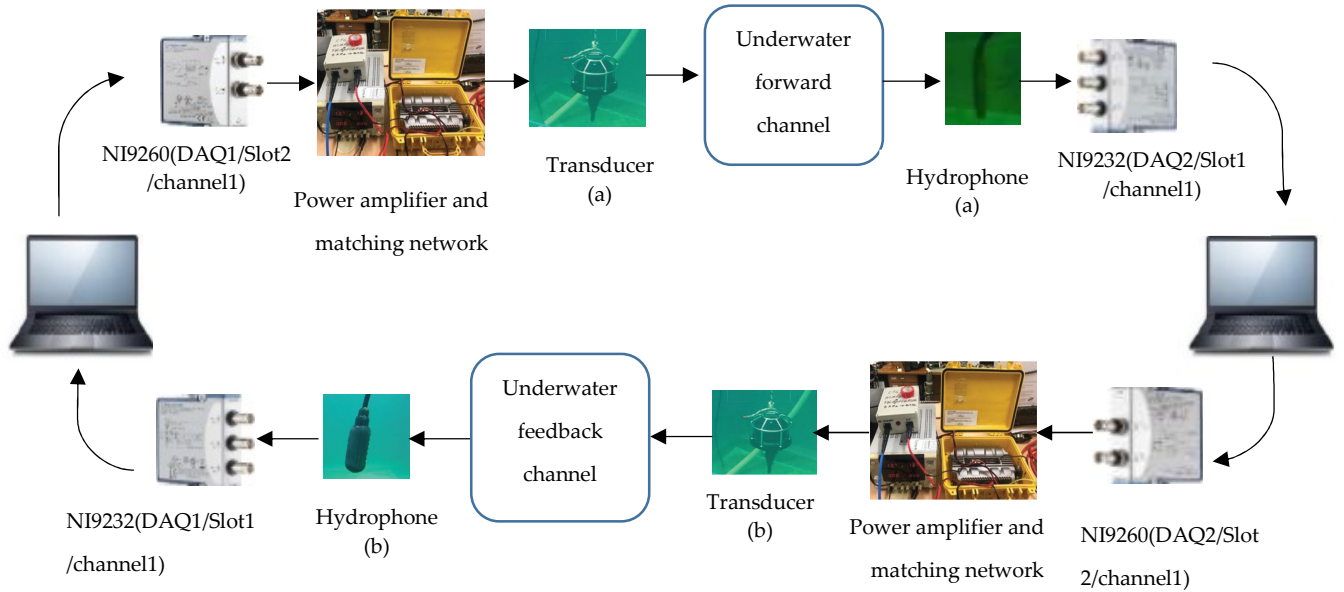 NI9260(DAQ1/Slot2
/channel1)
Power amplifier and
matching network
Transducer
(a)
Underwater
forward
channel
Hydrophone
(a)
NI9232(DAQ2/Slot1
/channel1)
NI9232(DAQ1/Slot1
/channel1)
Hydrophone
(b)
Underwater
feedback
channel
Transducer
(b)
Power amplifier and
matching network
NI9260(DAQ2/Slot
2/channel1)